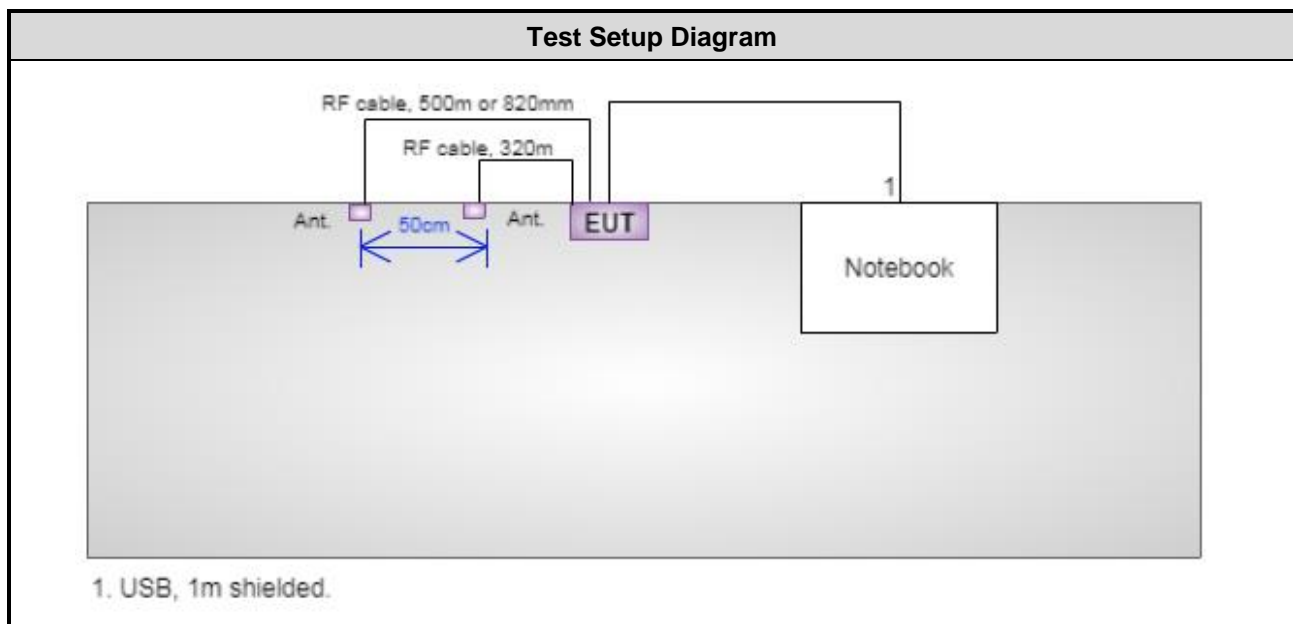 Test Setup Diagram
RF cable, 500m or 820mm
RF cable, 320m
1
Ant.
50cm
Ant.
EUT
Notebook
1. USB, 1m shielded.